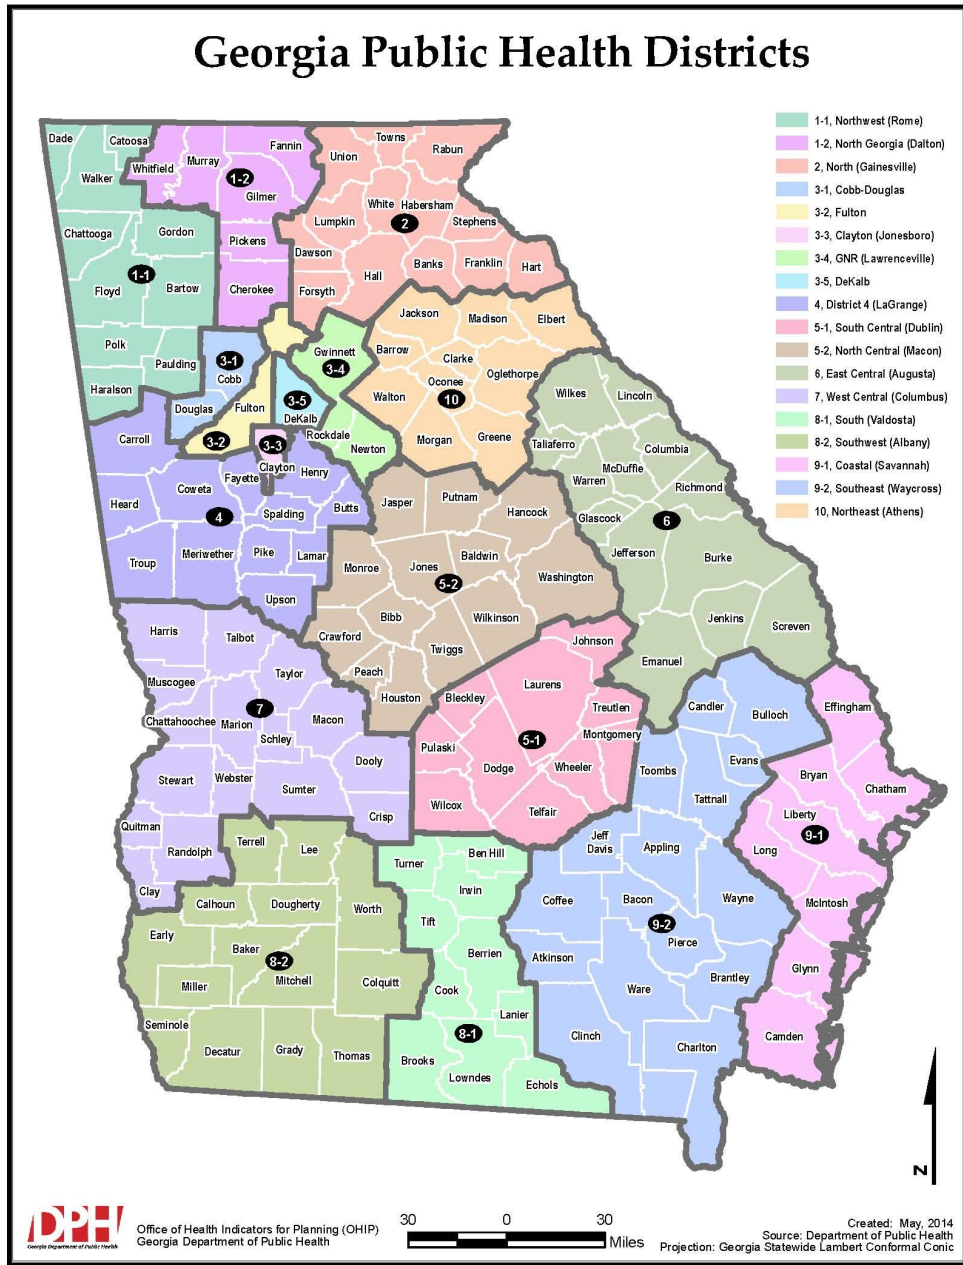 Georgia Public Health Districts
1-1, Northwest (Rome)
1-2, North Georgia (Dalton)
2, North (Gainesville)
3-1, Cobb-Douglas
3-2, Fulton
3-3, Clayton (Jonesboro)
3-4, GNR (Lawrenceville)
3-5, DeKalb
4, District 4 (LaGrange)
5-1, South Central (Dublin)
5-2, North Central (Macon)
6, East Central (Augusta)
7, West Central (Columbus)
8-1, South (Valdosta)
8-2, Southwest (Albany)
9-1, Coastal (Savannah)
9-2, Southeast (Waycross)
10, Northeast (Athens)
Dade
Catoosa
Walker
Chattooga
Gordon
1-1
Floyd
Bartow
Polk
Paulding
Haralson
Whitfield
Murray
Fannin
1-2
Gilmer
Pickens
Cherokee
Towns
Union
Rabun
White
Habersham
Lumpkin
2
Stephens
Dawson
Banks
Franklin
Hart
Hall
Forsyth
3-1
Cobb
Douglas
Fulton
3-2
3-3
Clayton
Gwinnett
3-4
Rockdale
Newton
3-5
DeKalb
Jackson
Madison
Elbert
Barrow
Clarke
Oglethorpe
Oconee
Walton
10
Morgan
Greene
Carroll
Fayette
Henry
Heard
Coweta
4
Spalding
Butts
Troup
Meriwether
Pike
Lamar
Upson
Jasper
Putnam
Hancock
Monroe
Jones
Baldwin
5-2
Washington
Bibb
Wilkinson
Crawford
Twiggs
Peach
Houston
Wilkes
Lincoln
Taliaferro
Columbia
McDuffie
Warren
Richmond
Glascock
6
Jefferson
Burke
Jenkins
Screven
Emanuel
Harris
Talbot
Muscogee
Taylor
Chattahoochee
Marion
7
Macon
Schley
Dooly
Stewart
Webster
Sumter
Crisp
Quitman
Randolph
Clay
Johnson
Laurens
Bleckley
Treutlen
Montgomery
Pulaski
5-1
Dodge
Wheeler
Wilcox
Telfair
Terrell
Lee
Calhoun
Dougherty
Worth
Early
Baker
8-2
Miller
Mitchell
Colquitt
Seminole
Decatur
Grady
Thomas
Turner
Ben Hill
Irwin
Tift
Berrien
Cook
Lanier
8-1
Brooks
Lowndes
Echols
Candler
Bulloch
Evans
Toombs
Tattnall
Jeff
Davis
Appling
Coffee
Bacon
Wayne
9-2
Pierce
Atkinson
Brantley
Ware
Clinch
Charlton
Effingham
Bryan
Chatham
Liberty
9-1
Long
McIntosh
Glynn
Camden
N
DPH
Georgia Department of Public Health
Office of Health Indicators for Planning (OHIP)
Georgia Department of Public Health
30 0 30
Miles
Created: May, 2014
Source: Department of Public Health
Projection: Georgia Statewide Lambert Conformal Conic